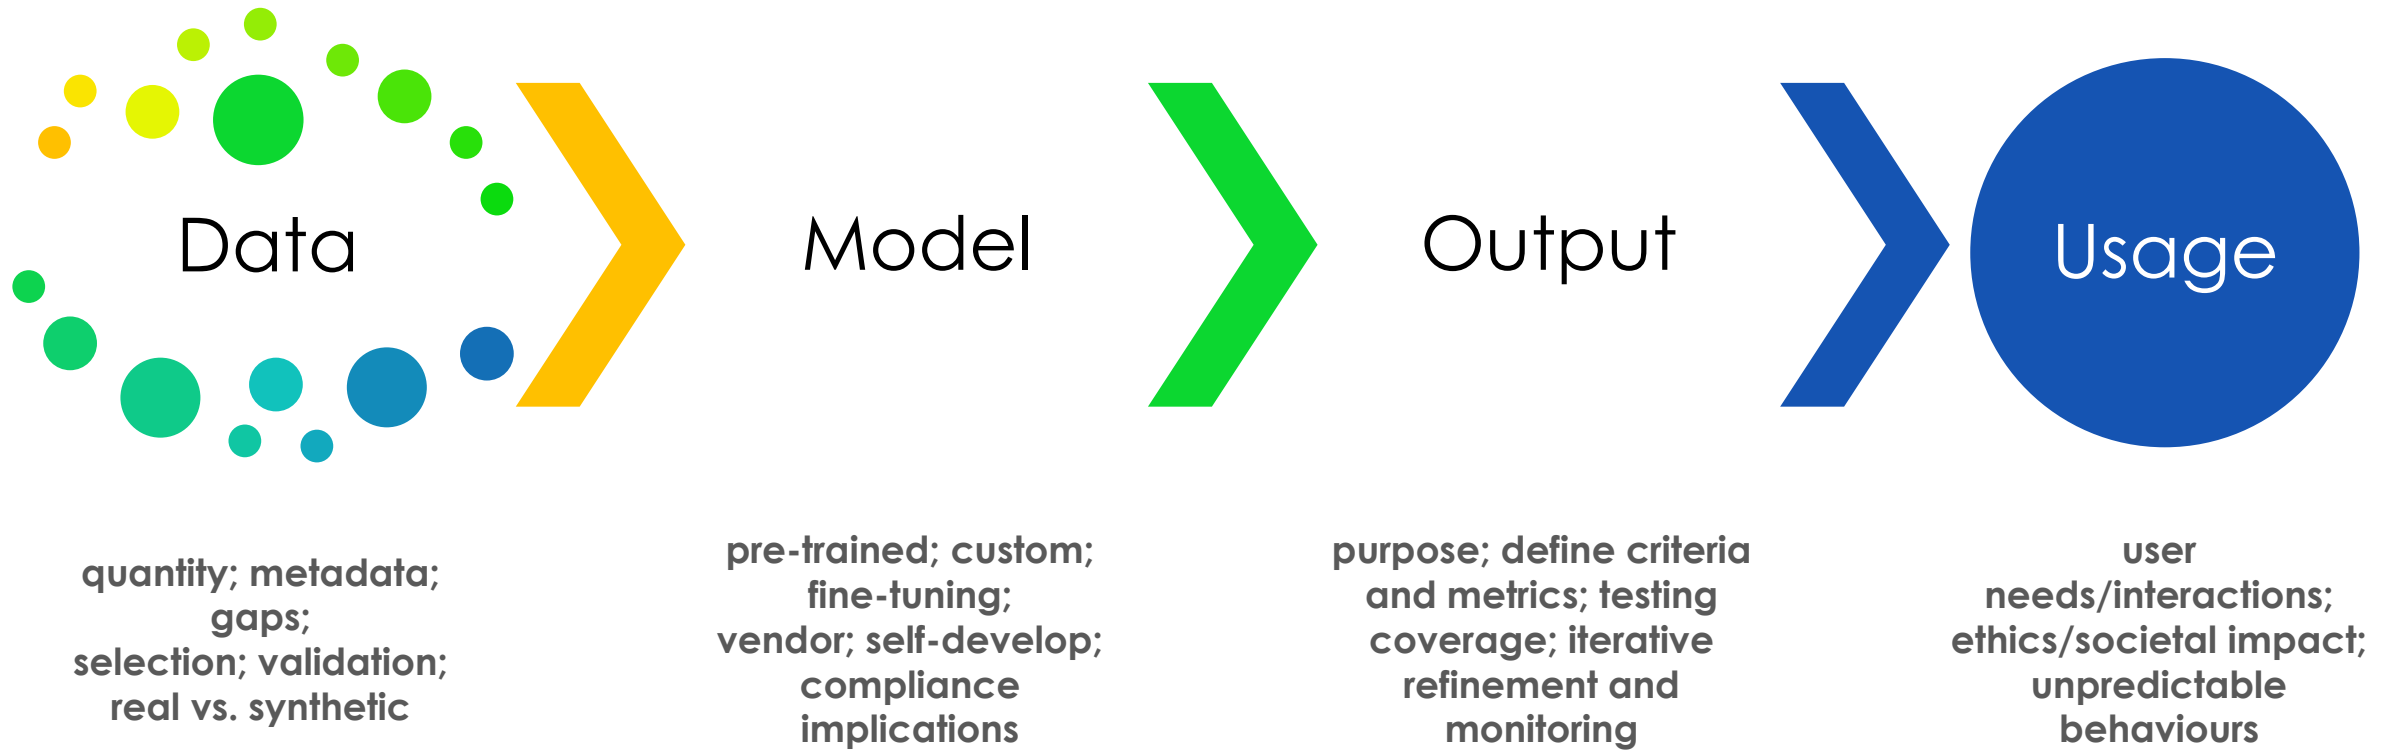 Data
Model
Output
Usage
quantity; metadata;
gaps;
selection; validation;
real vs. synthetic
pre-trained; custom;
fine-tuning;
vendor; self-develop;
compliance
implications
purpose; define criteria
and metrics; testing
coverage; iterative
refinement and
monitoring
user
needs/interactions;
ethics/societal impact;
unpredictable
behaviours